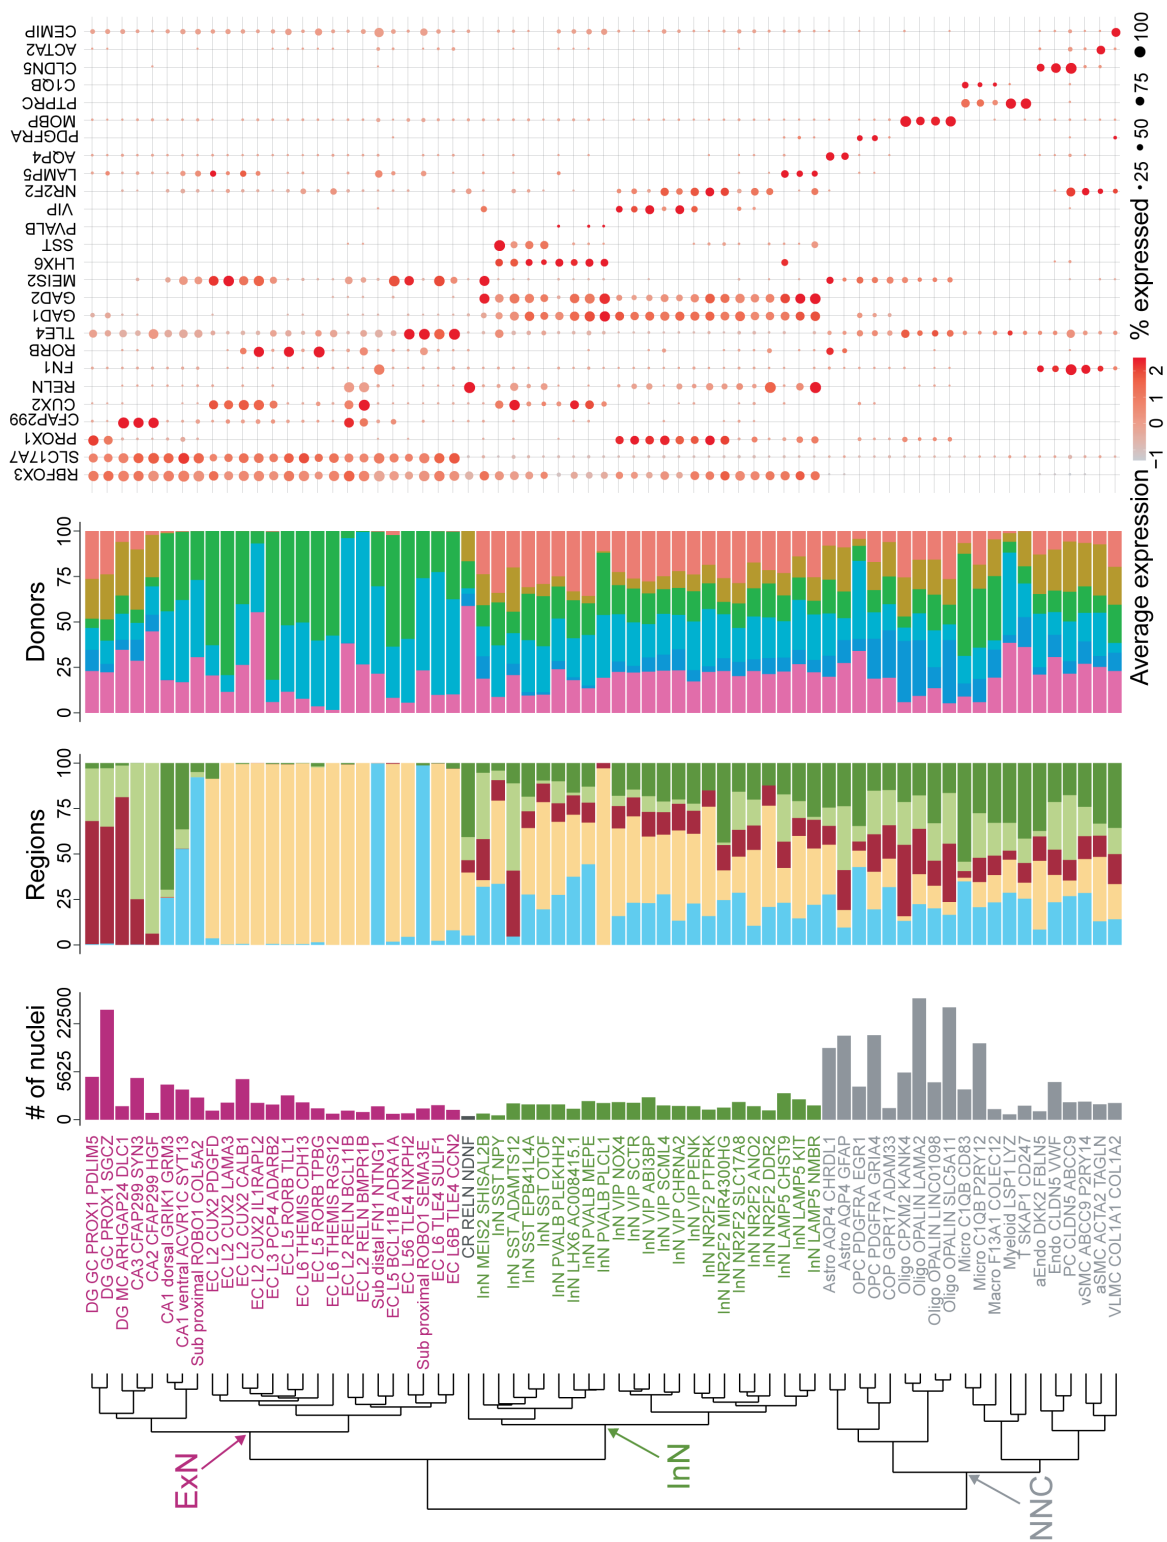 CEMIP
ACTA2
CLDN5
C1QB
PTPRC
MOBP
PDGFRA
AQP4
LAMP5
NR2F2
VIP
PVALB
SST
LHX6
MEIS2
GAD2
GAD1
TLE4
RORB
FN1
RELN
CUX2
CFAP299
PROX1
SLC17A7
RBFOX3
Average expression
−1 0 1 2
% expressed
25 50 75 100
Donors
0 25 50 75 100
Regions
0 25 50 75 100
# of nuclei
0 5625 22500
DG GC PROX1 PDLIM5
DG GC PROX1 SGCZ
DG MC ARHGAP24 DLC1
CA3 CFAP299 SYN3
CA2 CFAP299 HGF
CA1 dorsal GRIK1 GRM3
CA1 ventral ACVR1C SYT13
Sub proximal ROBO1 COL5A2
EC L2 CUX2 PDGFD
EC L2 CUX2 LAMA3
EC L2 CUX2 CALB1
EC L2 CUX2 IL1RAPL2
EC L3 PCP4 ADARB2
EC L5 RORB TLL1
EC L6 THEMIS CDH13
EC L5 RORB TPBG
EC L6 THEMIS RGS12
EC L2 RELN BCL11B
EC L2 RELN BMPR1B
Sub distal FN1 NTNG1
EC L5 BCL11B ADRA1A
EC L56 TLE4 NXPH2
Sub proximal ROBO1 SEMA3E
EC L6 TLE4 SULF1
EC L6B TLE4 CCN2
CR RELN NDNF
InN MEIS2 SHISAL2B
InN SST NPY
InN SST ADAMTS12
InN SST EPB41L4A
InN SST OTOF
InN PVALB PLEKHH2
InN LHX6 AC008415.1
InN PVALB MEPE
InN PVALB PLCL1
InN VIP NOX4
InN VIP SCTR
InN VIP ABI3BP
InN VIP SCML4
InN VIP CHRNA2
InN VIP PENK
InN NR2F2 PTPRK
InN NR2F2 MIR4300HG
InN NR2F2 SLC17A8
InN NR2F2 ANO2
InN NR2F2 DDR2
InN LAMP5 CHST9
InN LAMP5 KIT
InN LAMP5 NMBR
Astro AQP4 CHRDL1
Astro AQP4 GFAP
OPC PDGFRA EGR1
OPC PDGFRA GRIA4
COP GPR17 ADAM33
Oligo CPXM2 KANK4
Oligo OPALIN LAMA2
Oligo OPALIN LINC01098
Oligo OPALIN SLC5A11
Micro C1QB CD83
Micro C1QB P2RY12
Macro F13A1 COLEC12
Myeloid LSP1 LYZ
T SKAP1 CD247
aEndo DKK2 FBLN5
Endo CLDN5 VWF
PC CLDN5 ABCC9
vSMC ABCC9 P2RY14
aSMC ACTA2 TAGLN
VLMC COL1A1 COL1A2
ExN
InN
NNC